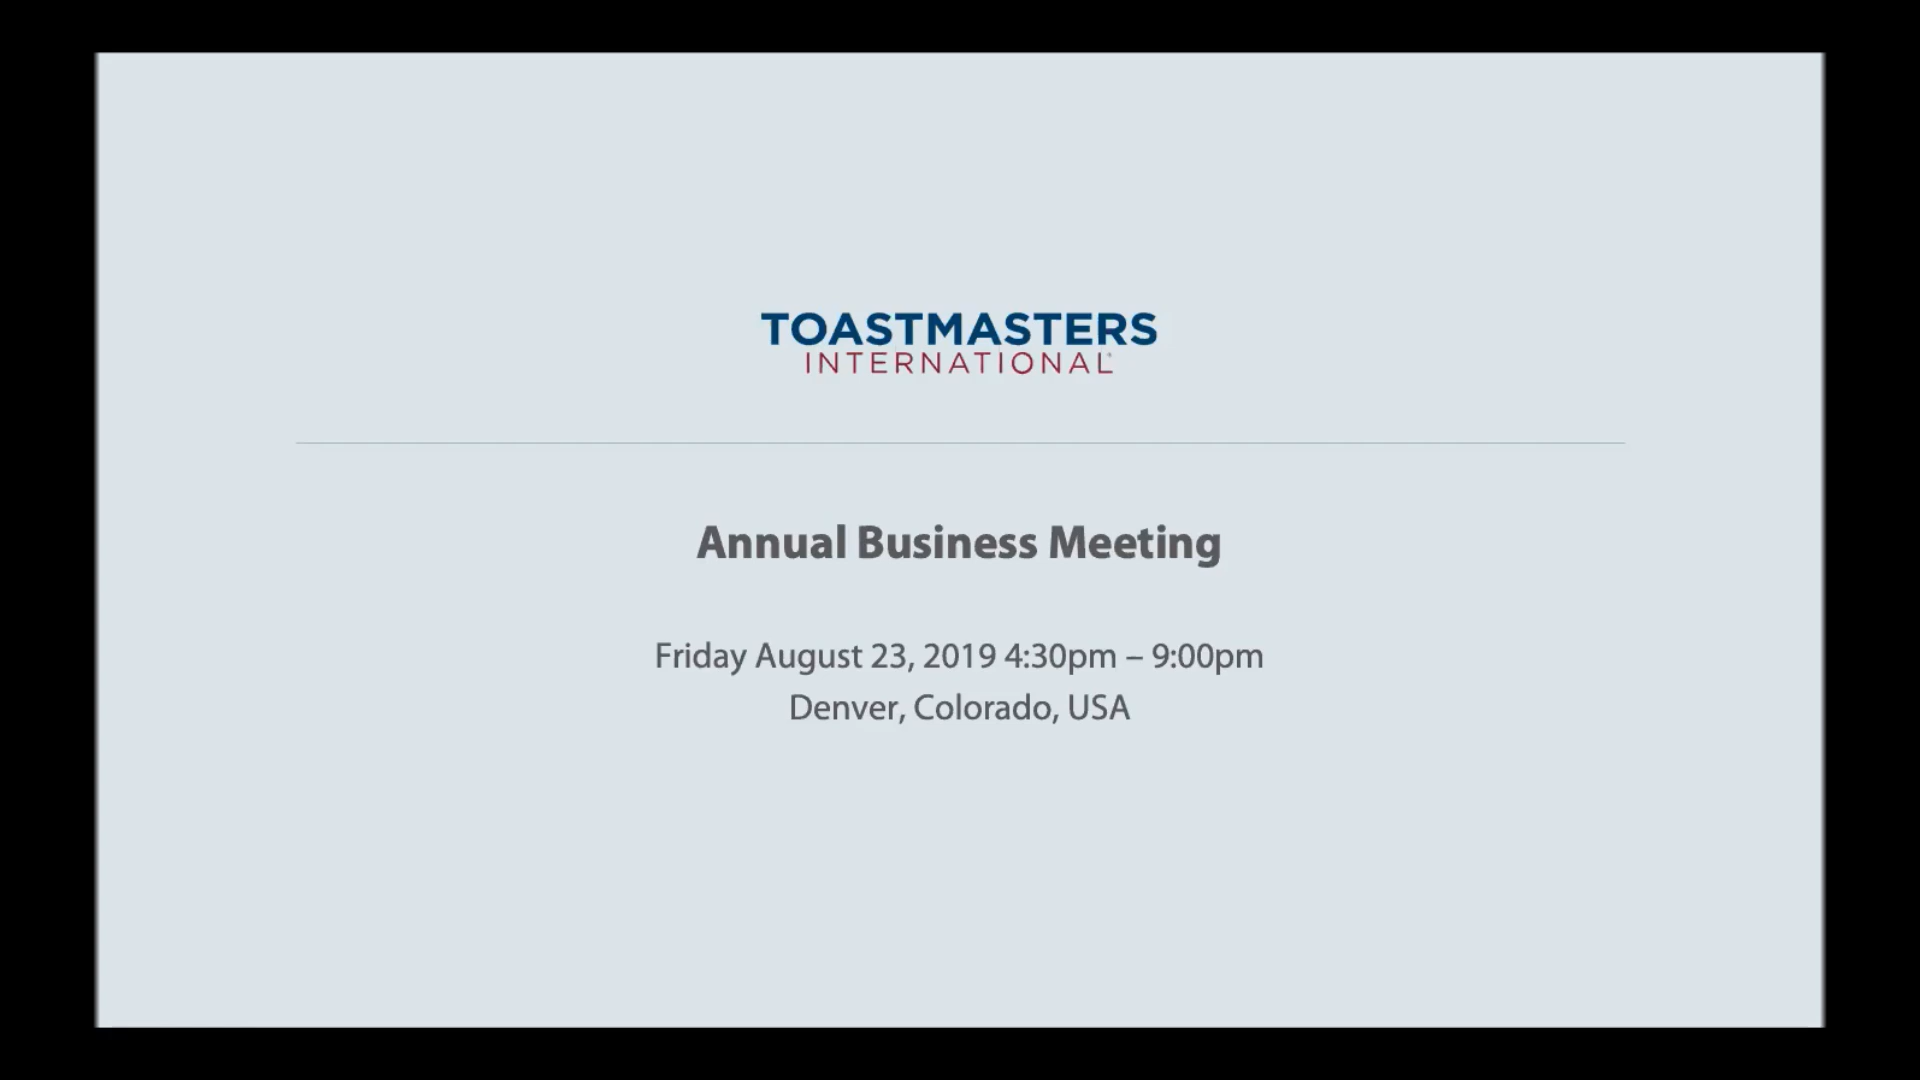 TOASTMASTERS
INTERNATIONAL®
Annual Business Meeting
Friday August 23, 2019 4:30pm – 9:00pm
Denver, Colorado, USA